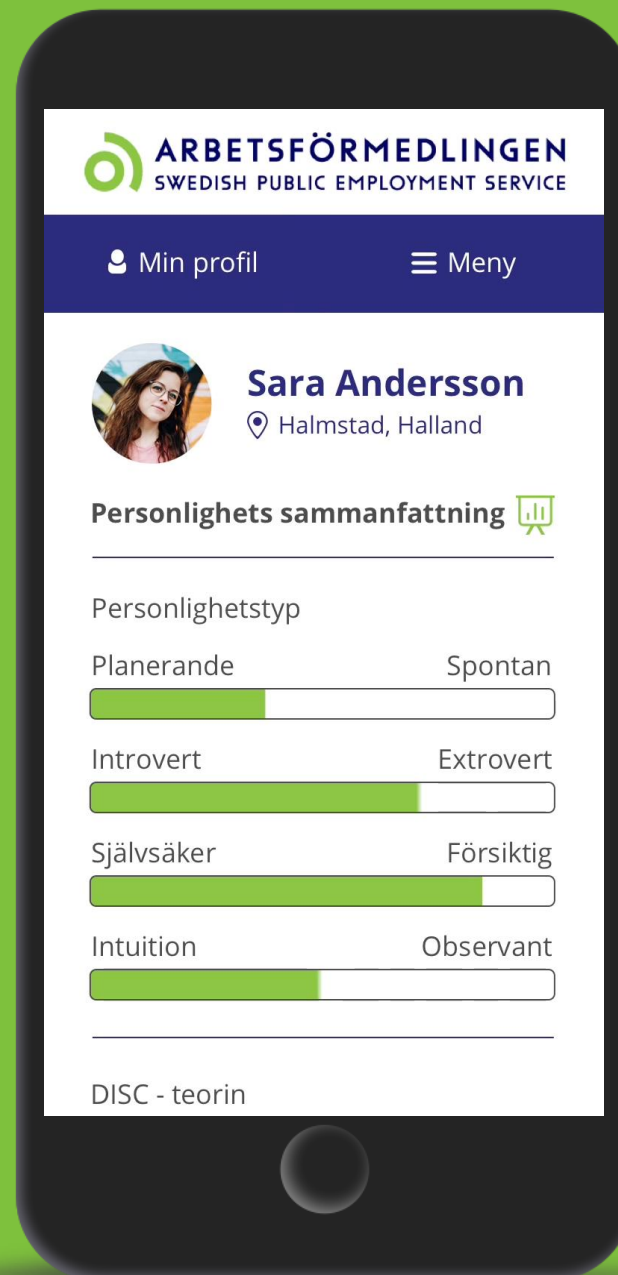 ARBETSFÖRMEDLINGEN
SWEDISH PUBLIC EMPLOYMENT SERVICE
Min profil Meny
Sara Andersson
Halmstad, Halland
Personlighets sammanfattning
Personlighetstyp
Planerande Spontan
Introvert Extrovert
Självsäker Försiktig
Intuition Observant
DISC - teorin